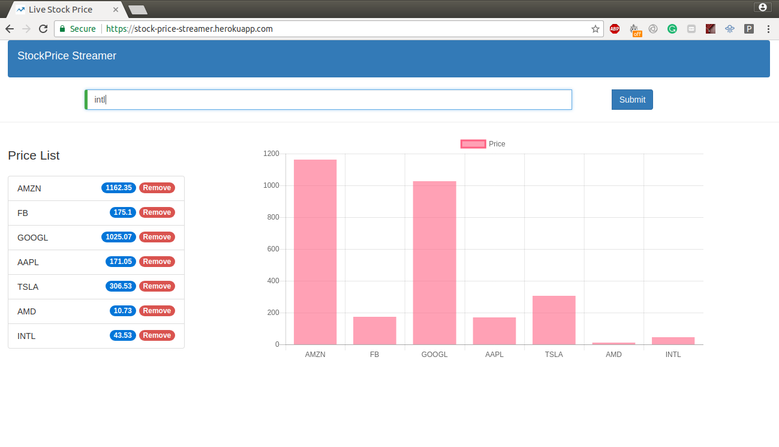 Live Stock Price
Secure https://stock-price-streamer.herokuapp.com
StockPrice Streamer
intl
Submit
Price List
AMZN 1162.35 Remove
FB 175.1 Remove
GOOGL 1025.07 Remove
AAPL 171.05 Remove
TSLA 306.53 Remove
AMD 10.73 Remove
INTL 43.53 Remove
Price
1200
1000
800
600
400
200
0
AMZN FB GOOGL AAPL TSLA AMD INTL